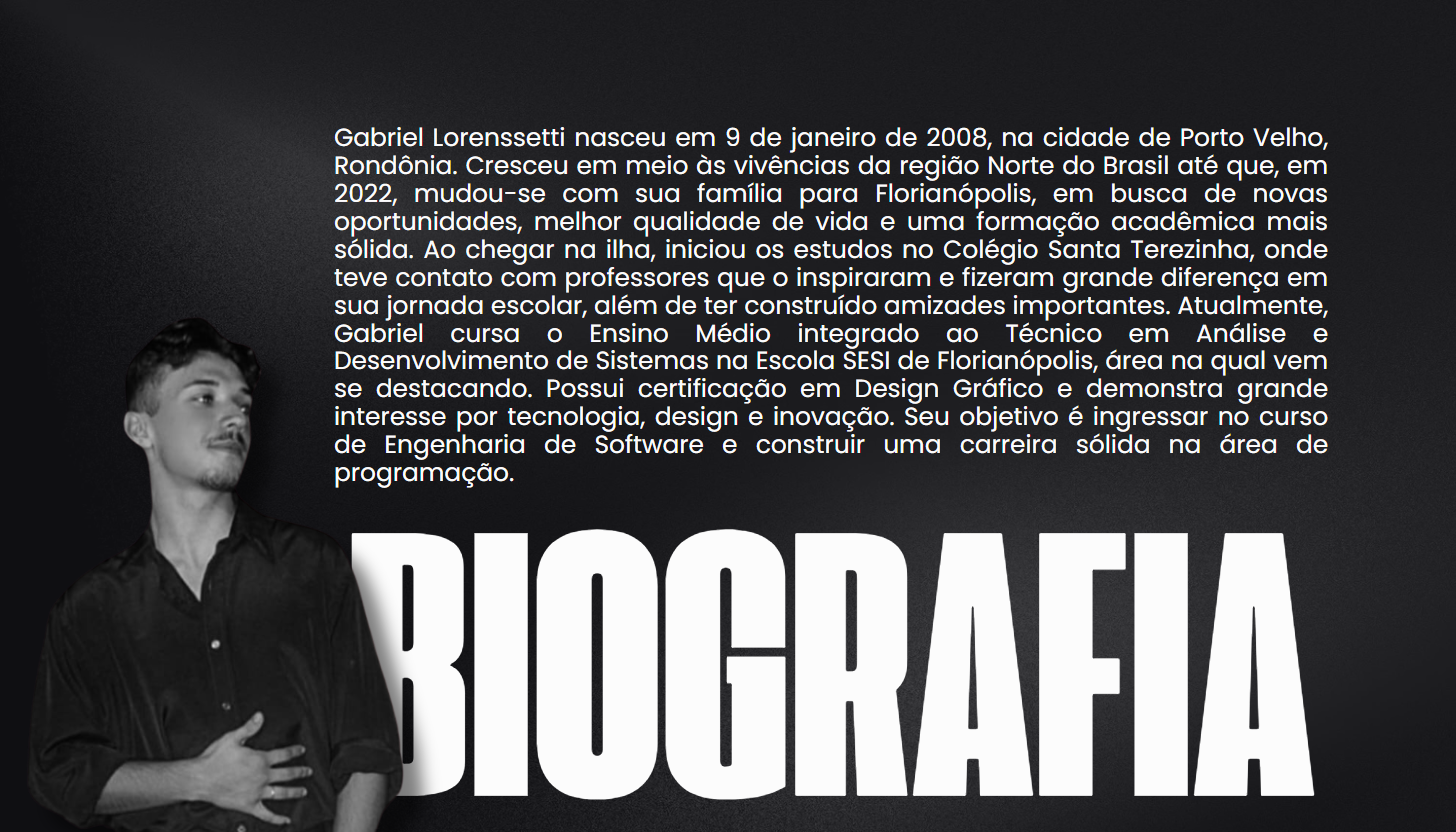 Gabriel Lorenssetti nasceu em 9 de janeiro de 2008, na cidade de Porto Velho,
Rondônia. Cresceu em meio às vivências da região Norte do Brasil até que, em
2022, mudou-se com sua família para Florianópolis, em busca de novas
oportunidades, melhor qualidade de vida e uma formação acadêmica mais
sólida. Ao chegar na ilha, iniciou os estudos no Colégio Santa Terezinha, onde
teve contato com professores que o inspiraram e fizeram grande diferença em
sua jornada escolar, além de ter construído amizades importantes. Atualmente,
Gabriel cursa o Ensino Médio integrado ao Técnico em Análise e
Desenvolvimento de Sistemas na Escola SESI de Florianópolis, área na qual vem
se destacando. Possui certificação em Design Gráfico e demonstra grande
interesse por tecnologia, design e inovação. Seu objetivo é ingressar no curso
de Engenharia de Software e construir uma carreira sólida na área de
programação.
BIOGRAFIA